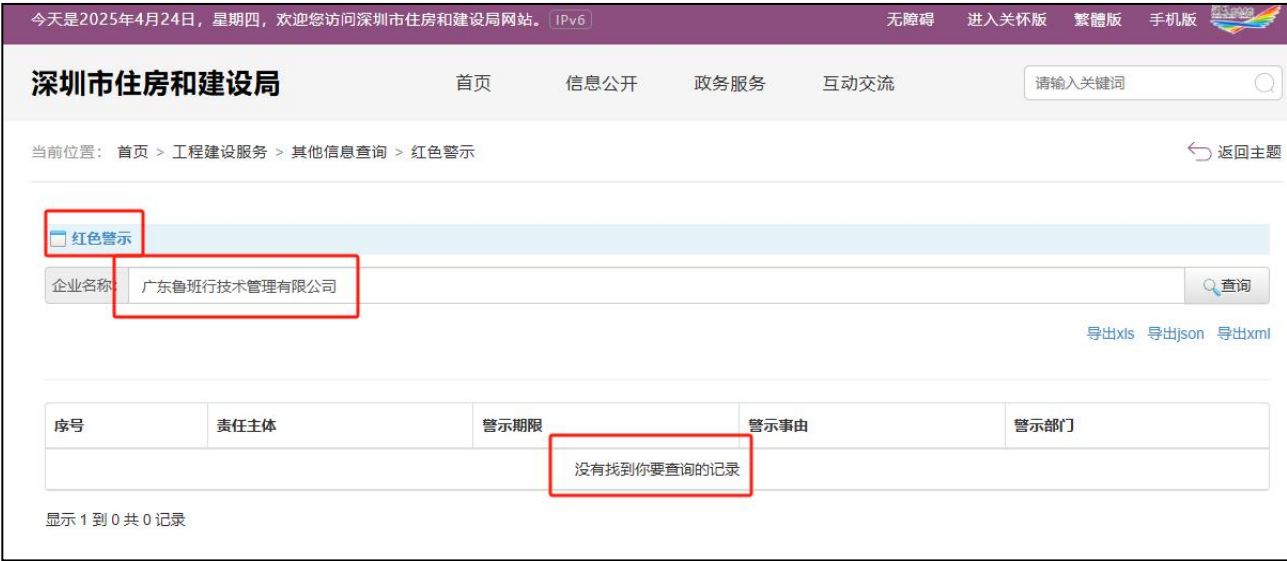 今天是2025年4月24日，星期四，欢迎您访问深圳市住房和建设局网站。 IPv6 无障碍 进入关怀版 繁體版 手机版
深圳市住房和建设局 首页 信息公开 政务服务 互动交流 请输入关键词
当前位置： 首页 > 工程建设服务 > 其他信息查询 > 红色警示 返回主题
红色警示
企业名称: 广东鲁班行技术管理有限公司 查询
导出xls 导出json 导出xml
序号 责任主体 警示期限 警示事由 警示部门
没有找到你要查询的记录
显示 1 到 0 共 0 记录